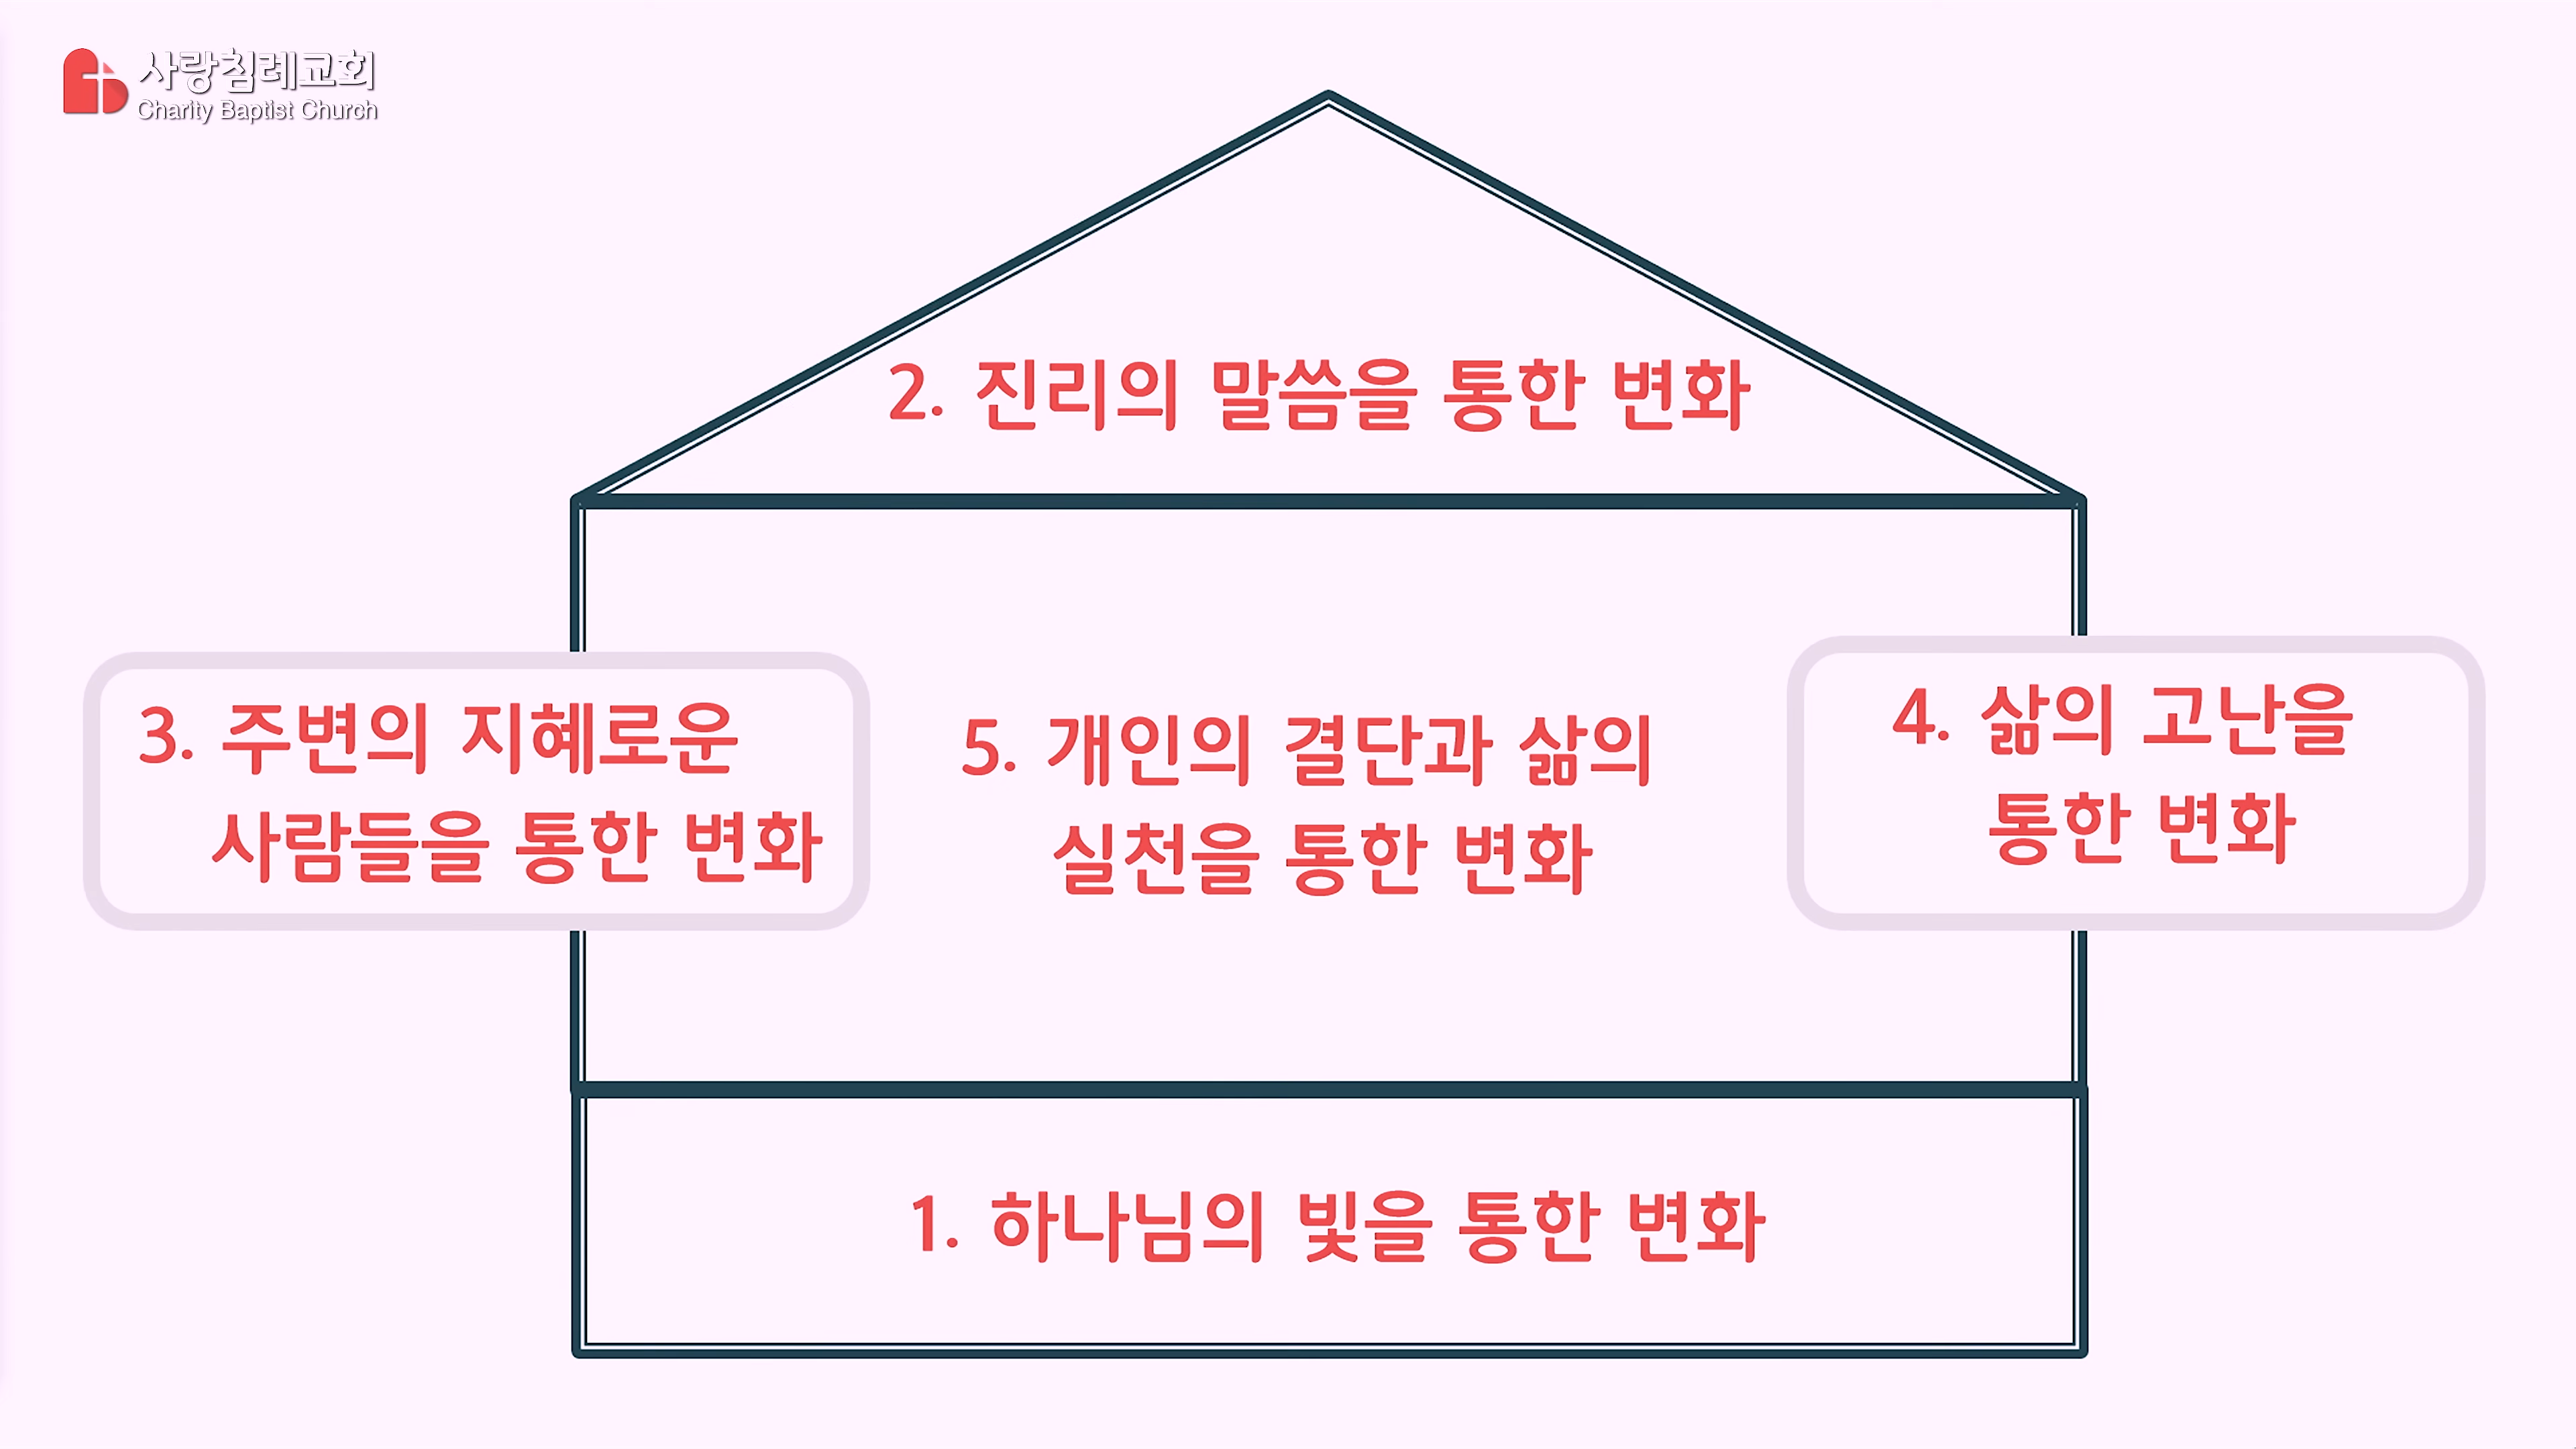 사랑침례교회
Charity Baptist Church
2. 진리의 말씀을 통한 변화
3. 주변의 지혜로운
사람들을 통한 변화
5. 개인의 결단과 삶의
실천을 통한 변화
4. 삶의 고난을
통한 변화
1. 하나님의 빛을 통한 변화